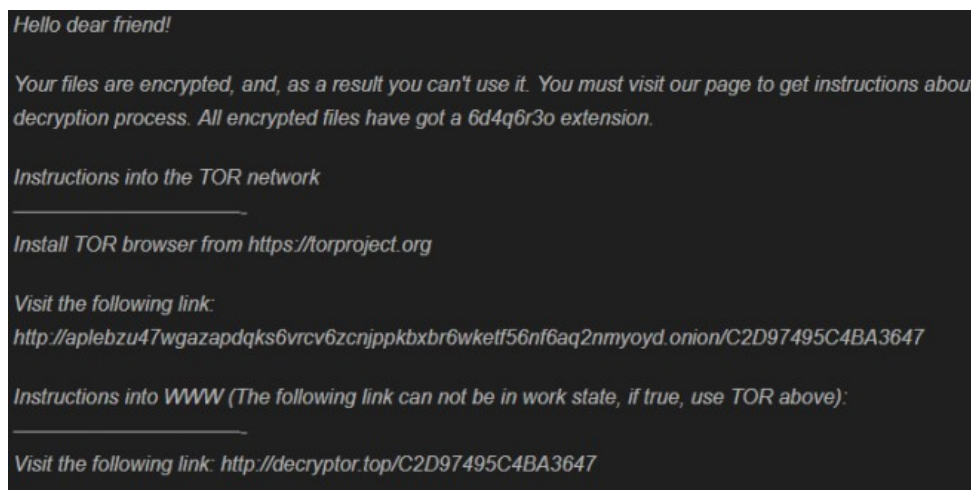 Hello dear friend!
Your files are encrypted, and, as a result you can't use it. You must visit our page to get instructions abou
decryption process. All encrypted files have got a 6d4q6r3o extension.
Instructions into the TOR network
—————————————-
Install TOR browser from https://torproject.org
Visit the following link:
http://aplebzu47wgazapdqks6vrcv6zcnjppkbxbr6wketf56nf6aq2nmyoyd.onion/C2D97495C4BA3647
Instructions into WWW (The following link can not be in work state, if true, use TOR above):
—————————————-
Visit the following link: http://decryptor.top/C2D97495C4BA3647